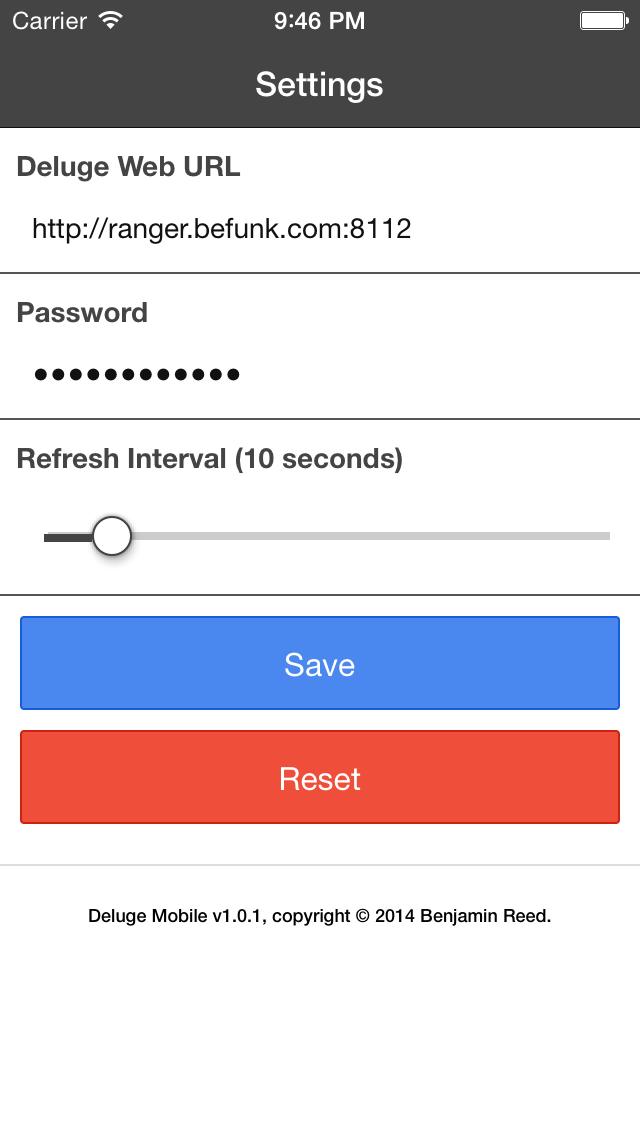 Carrier 9:46 PM
Settings
Deluge Web URL
http://ranger.befunk.com:8112
Password
••••••••••••
Refresh Interval (10 seconds)
Save
Reset
Deluge Mobile v1.0.1, copyright © 2014 Benjamin Reed.